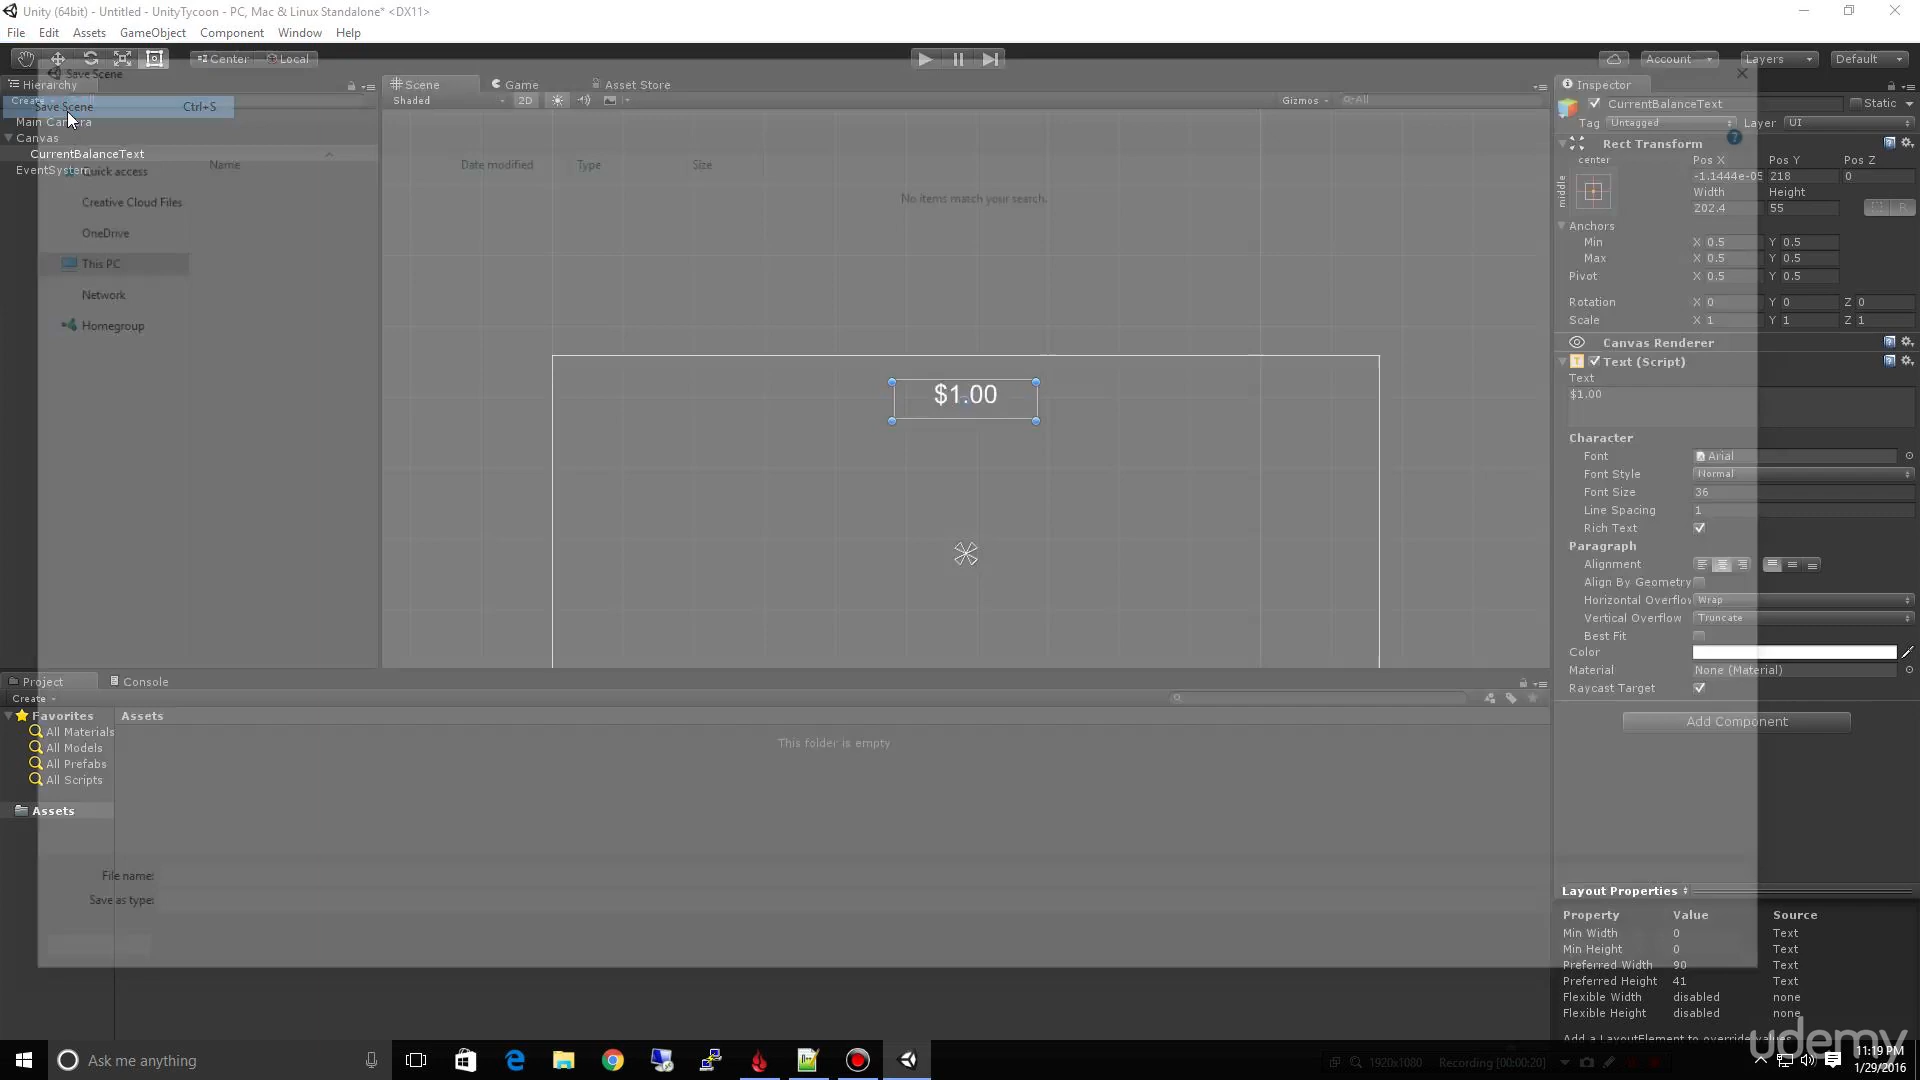 Unity (64bit) - Untitled - UnityTycoon - PC, Mac & Linux Standalone* <DX11>
File Edit Assets GameObject Component Window Help
Center Local Account Layers Default
Save Scene
Hierarchy
Create
Save Scene Ctrl+S
Main Camera
Canvas
CurrentBalanceText
EventSystem
Quick access
Creative Cloud Files
OneDrive
This PC
Network
Homegroup
Name Date modified Type Size
No items match your search.
Scene Game Asset Store
Shaded 2D Gizmos All
$1.00
Inspector
CurrentBalanceText Static
Tag Untagged Layer UI
Rect Transform
center Pos X Pos Y Pos Z
middle -1.1444e-05 218 0
Width Height
202.4 55 R
Anchors
Min X 0.5 Y 0.5
Max X 0.5 Y 0.5
Pivot X 0.5 Y 0.5
Rotation X 0 Y 0 Z 0
Scale X 1 Y 1 Z 1
Canvas Renderer
Text (Script)
Text
$1.00
Character
Font Arial
Font Style Normal
Font Size 36
Line Spacing 1
Rich Text
Paragraph
Alignment
Align By Geometry
Horizontal Overflow Wrap
Vertical Overflow Truncate
Best Fit
Color
Material None (Material)
Raycast Target
Add Component
Layout Properties
Property Value Source
Min Width 0 Text
Min Height 0 Text
Preferred Width 90 Text
Preferred Height 41 Text
Flexible Width disabled none
Flexible Height disabled none
Add a LayoutElement to override values
Project Console
Create
Favorites
All Materials
All Models
All Prefabs
All Scripts
Assets
Assets
This folder is empty
File name:
Save as type:
Ask me anything
1920x1080 Recording [00:00:20]
udemy
11:19 PM
1/29/2016